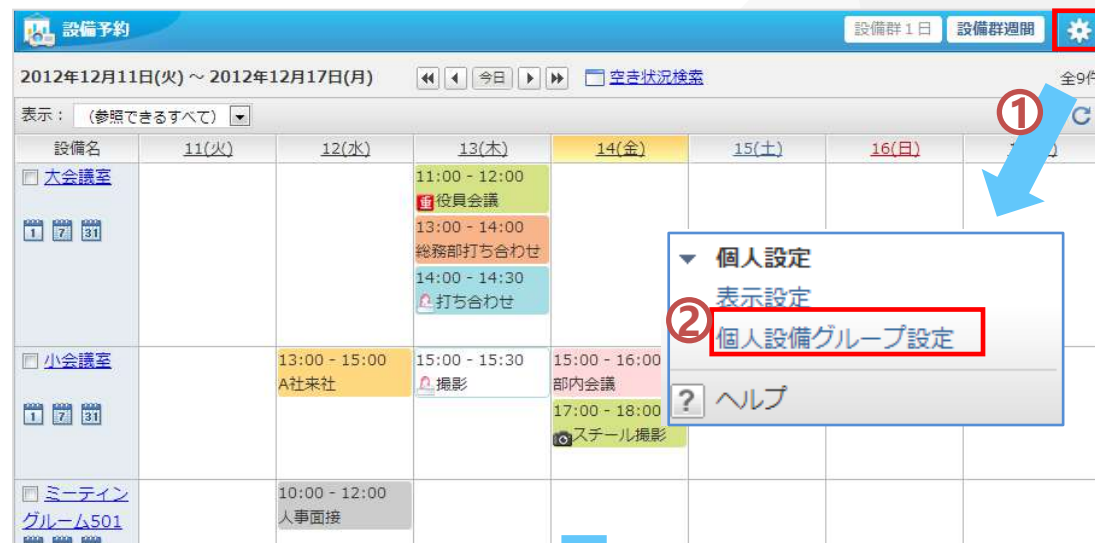 設備予約
設備群1日 設備群週間
2012年12月11日(火) ~ 2012年12月17日(月) 今日 空き状況検索 全9件
表示： (参照できるすべて)
①
設備名 11(火) 12(水) 13(木) 14(金) 15(土) 16(日)
大会議室
1 7 31
11:00 - 12:00
重役員会議
13:00 - 14:00
総務部打ち合わせ
14:00 - 14:30
打ち合わせ
個人設定
表示設定
②
個人設備グループ設定
? ヘルプ
小会議室
1 7 31
13:00 - 15:00
A社来社
15:00 - 15:30
撮影
15:00 - 16:00
部内会議
17:00 - 18:00
スチール撮影
ミーティン
グルーム501
10:00 - 12:00
人事面接